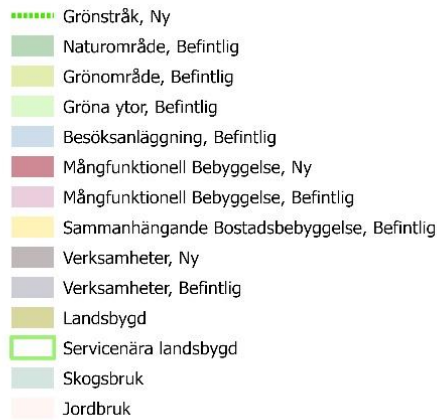 Grönstråk, Ny
Naturområde, Befintlig
Grönområde, Befintlig
Gröna ytor, Befintlig
Besöksanläggning, Befintlig
Mångfunktionell Bebyggelse, Ny
Mångfunktionell Bebyggelse, Befintlig
Sammanhängande Bostadsbebyggelse, Befintlig
Verksamheter, Ny
Verksamheter, Befintlig
Landsbygd
Servicenära landsbygd
Skogsbruk
Jordbruk